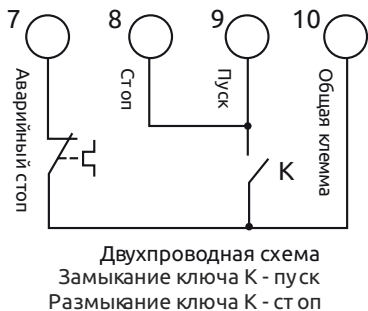 7 8 9 10
Аварийный стоп
Стоп
Пуск
Общая клемма
К
Двухпроводная схема
Замыкание ключа К - пуск
Размыкание ключа К - стоп